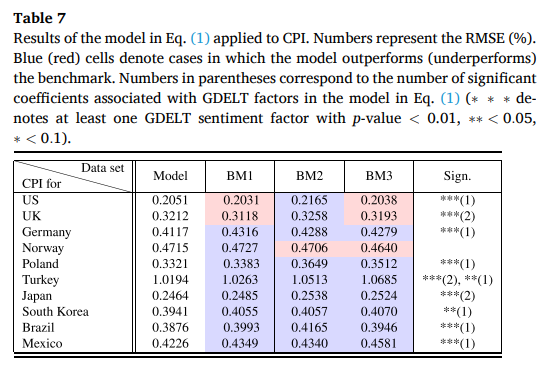 Table 7
Results of the model in Eq. (1) applied to CPI. Numbers represent the RMSE (%).
Blue (red) cells denote cases in which the model outperforms (underperforms)
the benchmark. Numbers in parentheses correspond to the number of significant
coefficients associated with GDELT factors in the model in Eq. (1) (∗ ∗ ∗ de-
notes at least one GDELT sentiment factor with p-value < 0.01, ∗∗ < 0.05,
∗ < 0.1).
Data set
CPI for Model BM1 BM2 BM3 Sign.
US 0.2051 0.2031 0.2165 0.2038 ***(1)
UK 0.3212 0.3118 0.3258 0.3193 ***(2)
Germany 0.4117 0.4316 0.4288 0.4279 ***(1)
Norway 0.4715 0.4727 0.4706 0.4640
Poland 0.3321 0.3383 0.3649 0.3512 ***(1)
Turkey 1.0194 1.0263 1.0513 1.0685 ***(2), **(1)
Japan 0.2464 0.2485 0.2538 0.2524 ***(2)
South Korea 0.3941 0.4055 0.4057 0.4070 **(1)
Brazil 0.3876 0.3993 0.4165 0.3946 ***(1)
Mexico 0.4226 0.4349 0.4340 0.4581 ***(1)